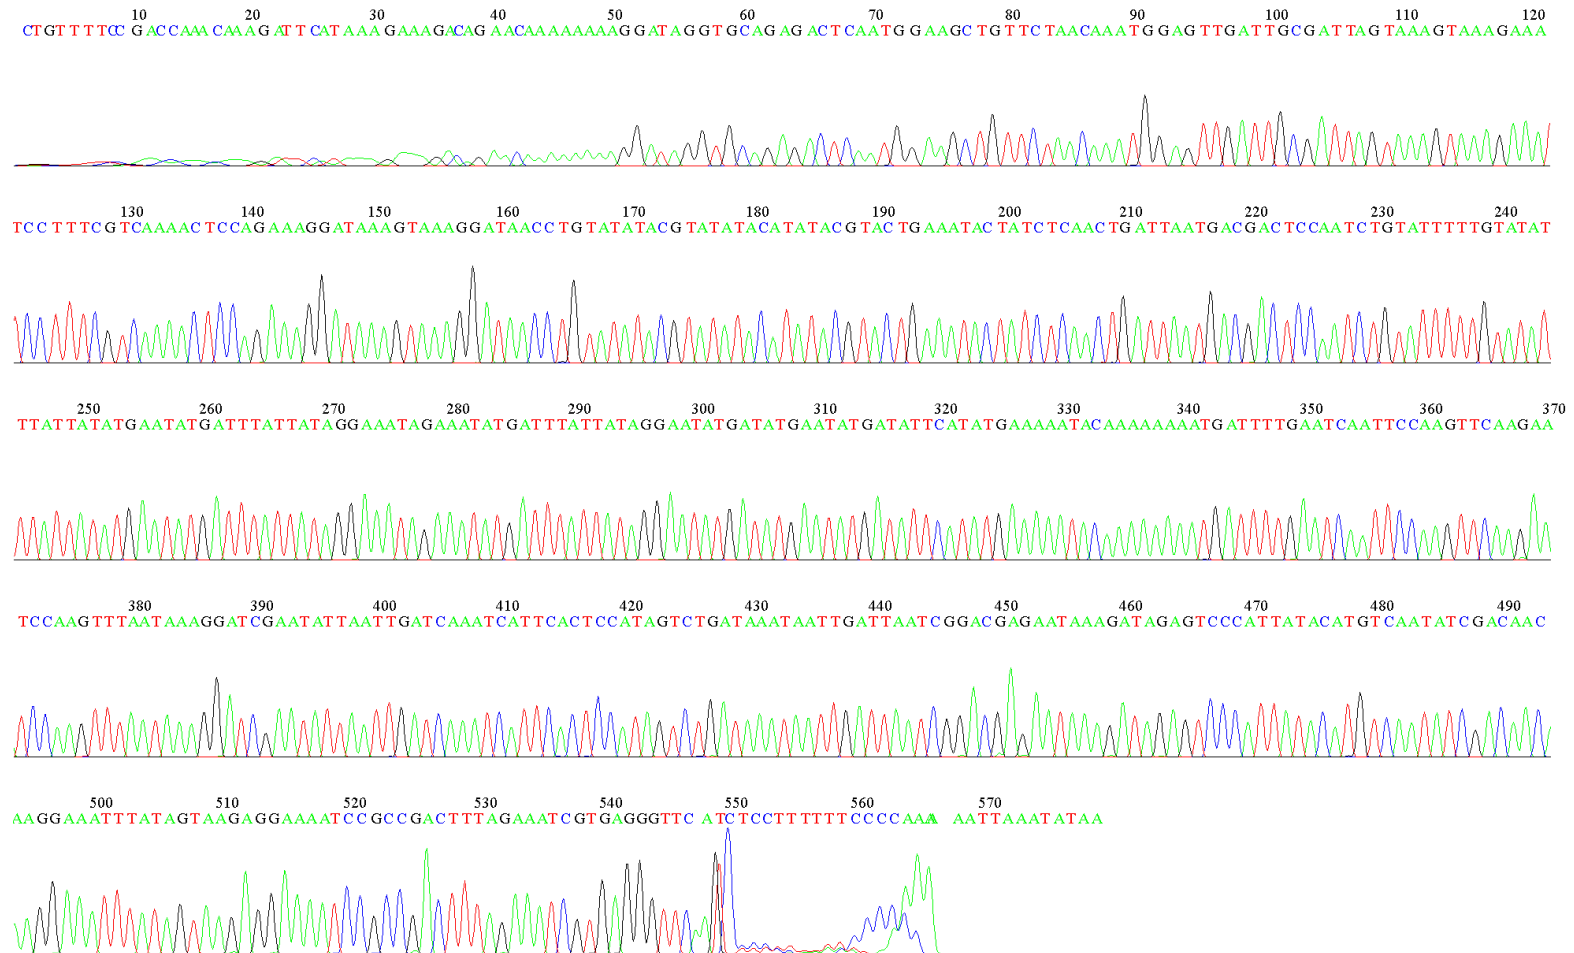 10 20 30 40 50 60 70 80 90 100 110 120
CTGTTTTCC GACCAAACAAAGATTCATAAAGAAAGACAGAACAAAAAAAAGGATAGGTGCAGAGACTCAATGGAAGCTGTTCTAACAAATGGAGTTGATTGCGATTAGTAAAGTAAAGAAA
130 140 150 160 170 180 190 200 210 220 230 240
TCCTTTCGTCAAAACTCCAGAAAGGATAAAGTAAAGGATAACCTGTATATACGTATATACATATACGTACTGAAATACTATCTCAACTGATTAATGACGACTCCAATCTGTATTTTTGTATAT
250 260 270 280 290 300 310 320 330 340 350 360 370
TTATTATATGAATATGATTTATTATAGGAAATAGAAATATGATTTATTATAGGAATATGATATGAATATGATATTCATATGAAAAATACAAAAAAAATGATTTTGAATCAATTCCAAGTTCAAGAA
380 390 400 410 420 430 440 450 460 470 480 490
TCCAAGTTTAATAAAGGATCGAATATTAATTGATCAAATCATTCACTCCATAGTCTGATAAATAATTGATTAATCGGACGAGAATAAAGATAGAGTCCCATTATACATGTCAATATCGACAAC
500 510 520 530 540 550 560 570
AAGGAAATTTATAGTAAGAGGAAAATCCGCCGACTTTAGAAATCGTGAGGGTTC ATCTCCTTTTTTCCCCAAA AATTAAATATAA